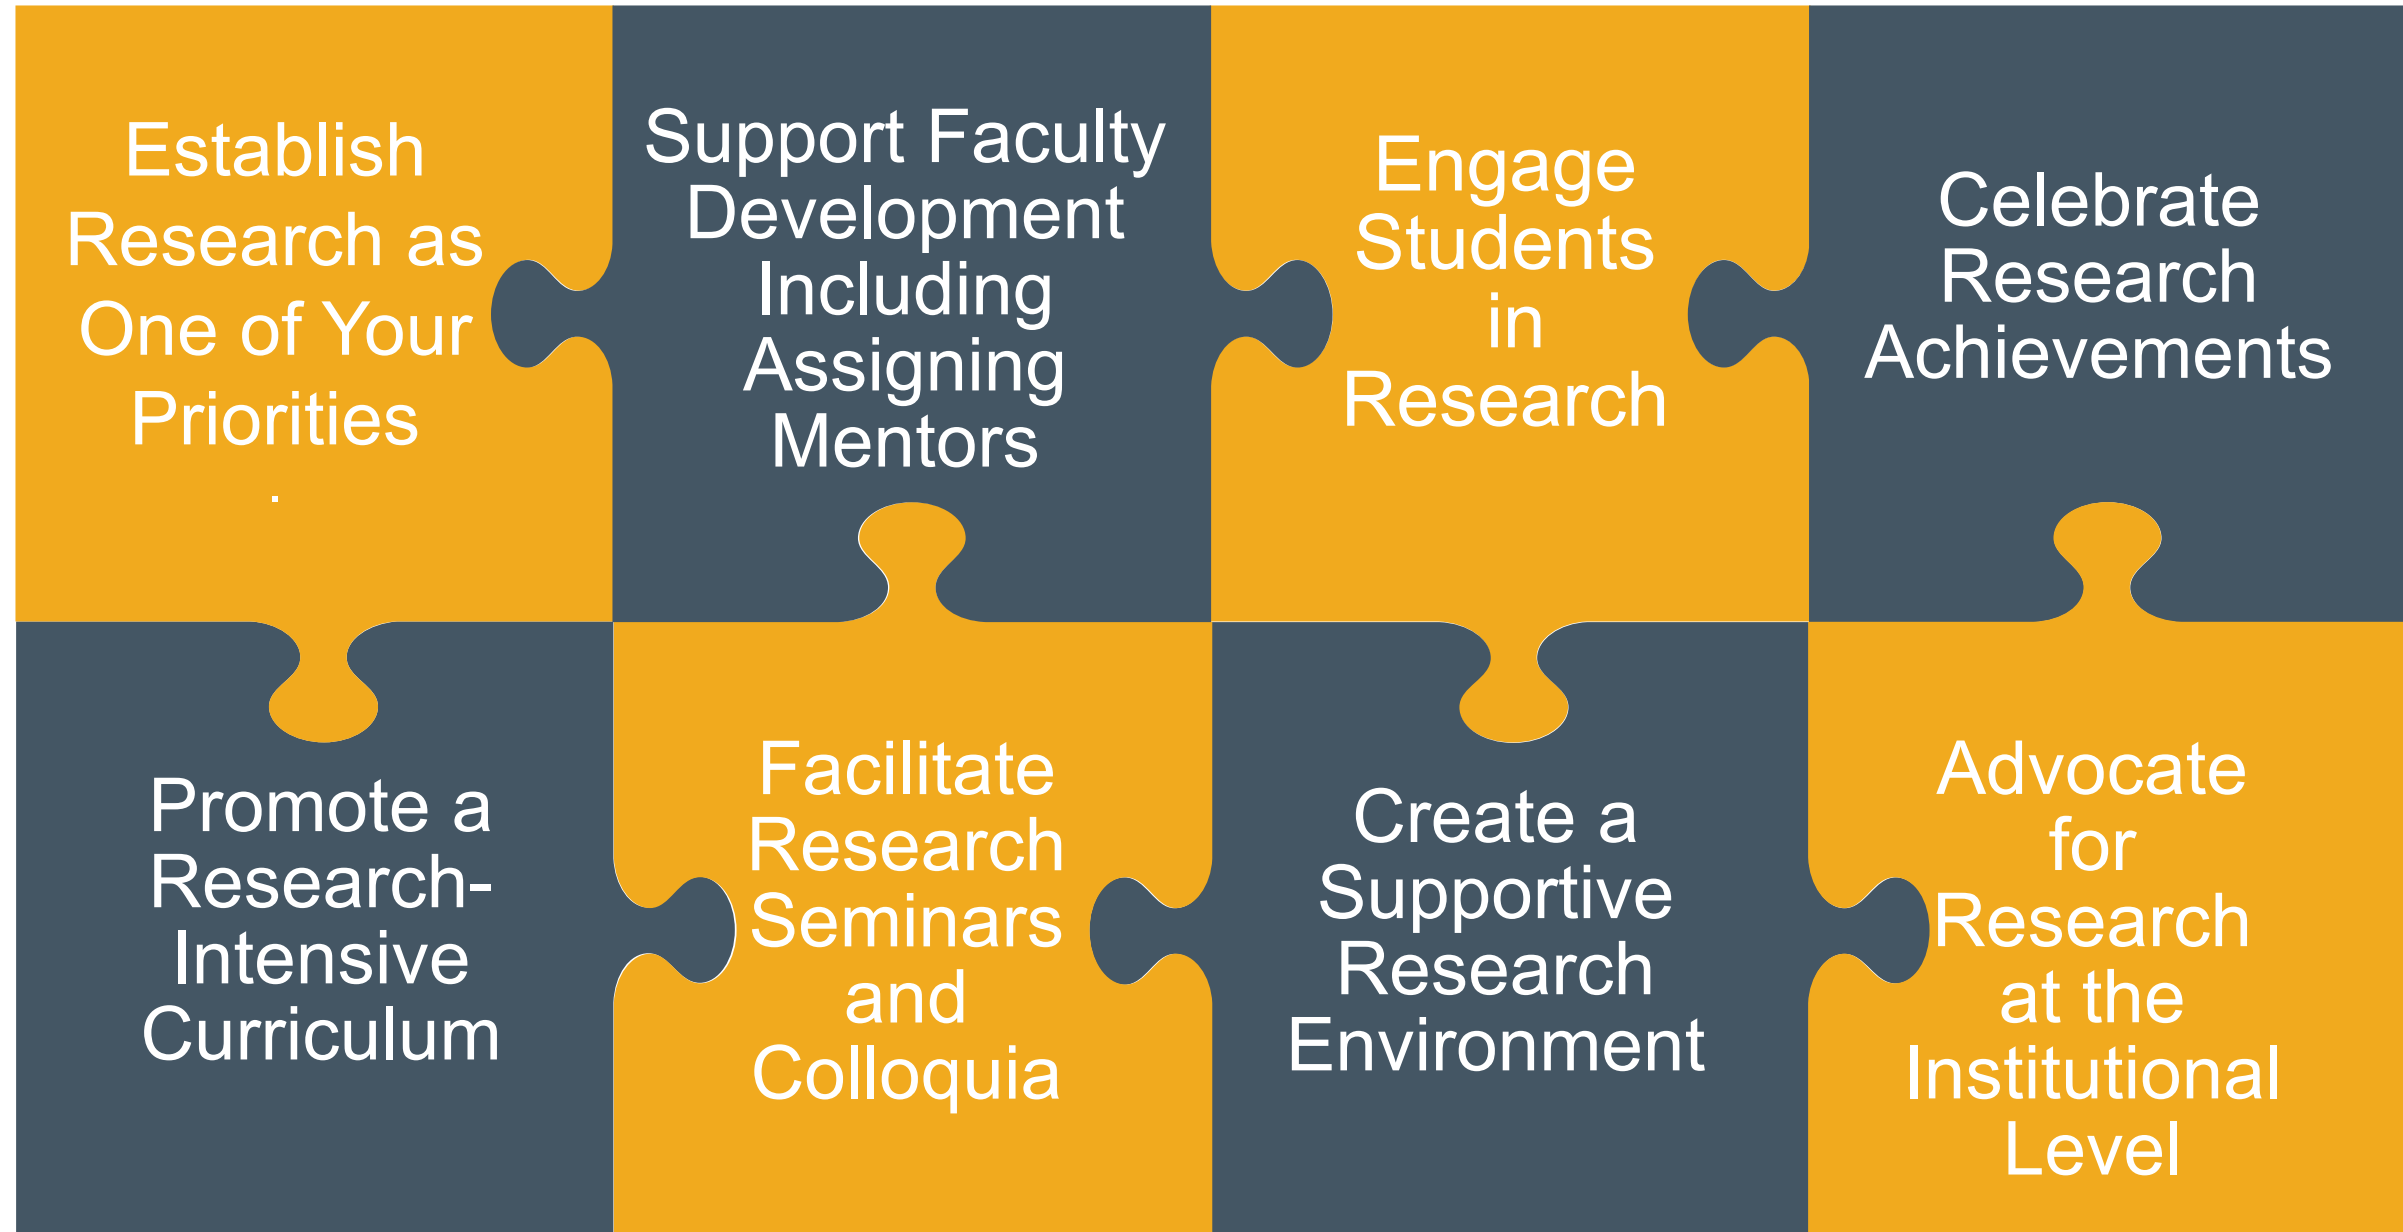 Establish
Research as
One of Your
Priorities
.
Support Faculty
Development
Including
Assigning
Mentors
Engage
Students
in
Research
Celebrate
Research
Achievements
Promote a
Research-
Intensive
Curriculum
Facilitate
Research
Seminars
and
Colloquia
Create a
Supportive
Research
Environment
Advocate
for
Research
at the
Institutional
Level